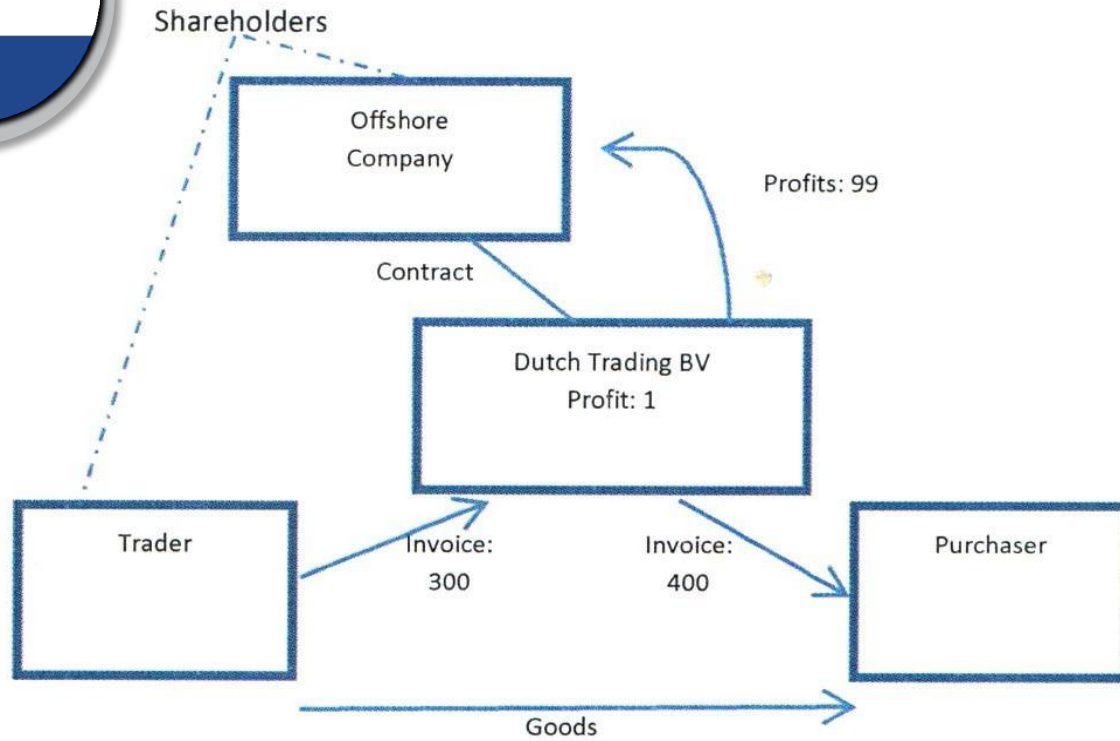 Shareholders
Offshore
Company
Profits: 99
Contract
Dutch Trading BV
Profit: 1
Trader
Invoice:
300
Invoice:
400
Purchaser
Goods